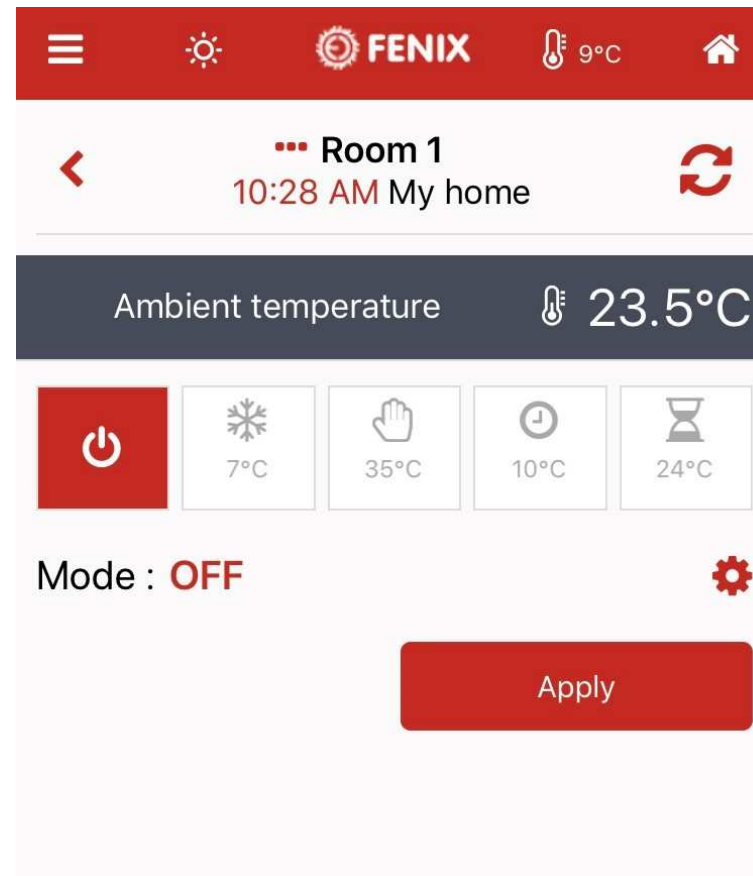 FENIX 9°C
Room 1
10:28 AM My home
Ambient temperature 23.5°C
7°C 35°C 10°C 24°C
Mode : OFF
Apply